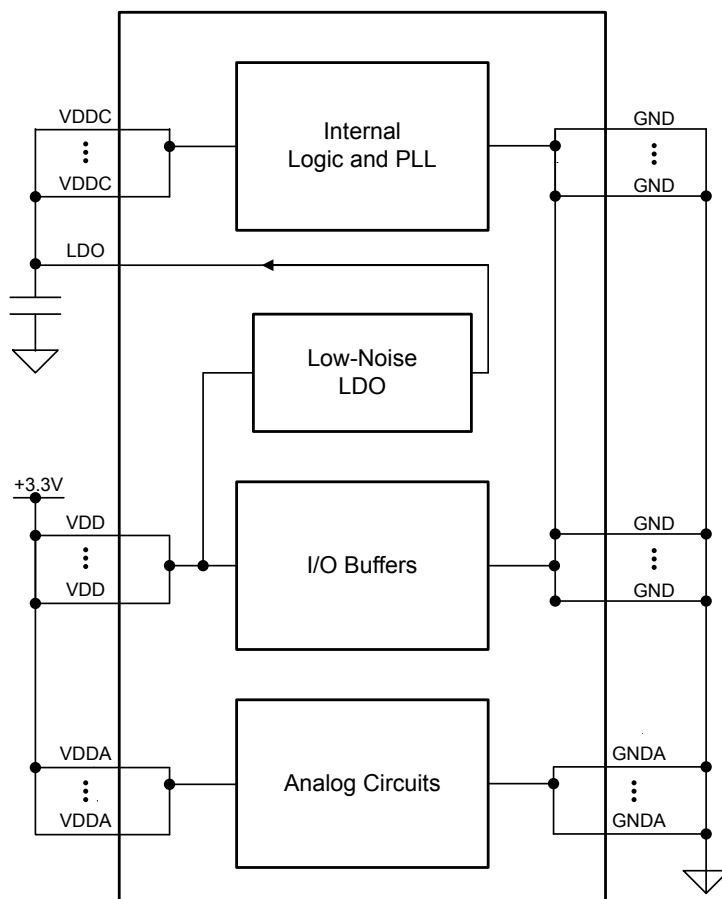 VDDC
VDDC
LDO
Internal
Logic and PLL
GND
GND
Low-Noise
LDO
+3.3V
VDD
VDD
I/O Buffers
GND
GND
VDDA
VDDA
Analog Circuits
GNDA
GNDA